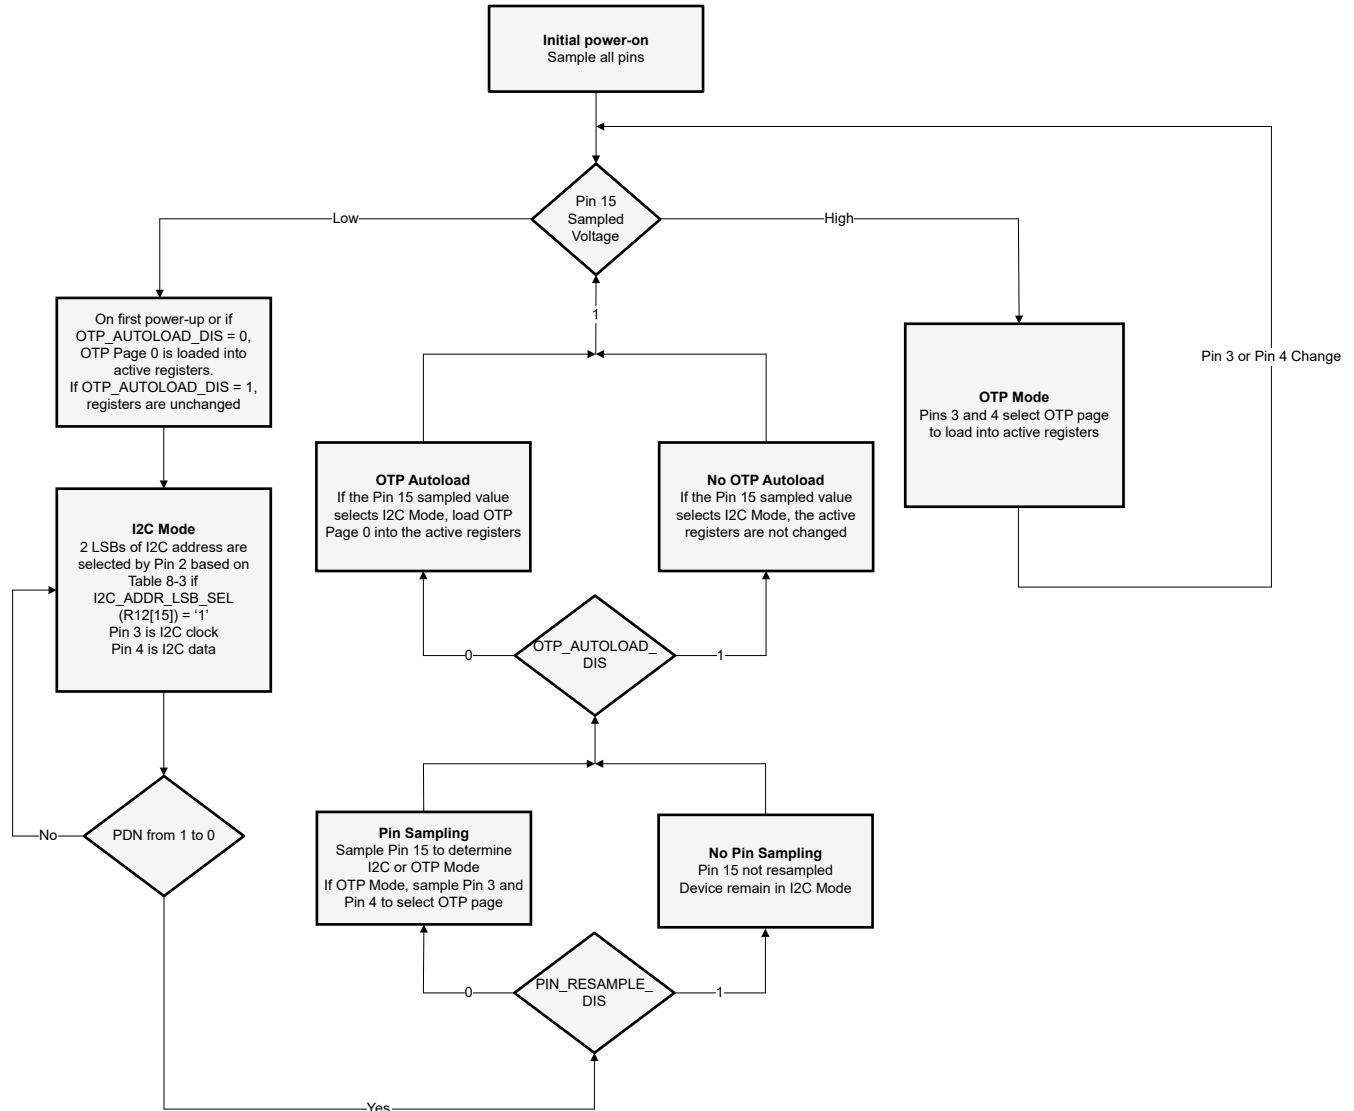 Initial power-on
Sample all pins
Pin 15
Sampled
Voltage
Low
High
On first power-up or if
OTP_AUTOLOAD_DIS = 0,
OTP Page 0 is loaded into
active registers.
If OTP_AUTOLOAD_DIS = 1,
registers are unchanged
1
Pin 3 or Pin 4 Change
OTP Mode
Pins 3 and 4 select OTP page
to load into active registers
OTP Autoload
If the Pin 15 sampled value
selects I2C Mode, load OTP
Page 0 into the active registers
No OTP Autoload
If the Pin 15 sampled value
selects I2C Mode, the active
registers are not changed
I2C Mode
2 LSBs of I2C address are
selected by Pin 2 based on
Table 8-3 if
I2C_ADDR_LSB_SEL
(R12[15]) = ‘1’
Pin 3 is I2C clock
Pin 4 is I2C data
0
OTP_AUTOLOAD_
DIS
1
No
PDN from 1 to 0
Pin Sampling
Sample Pin 15 to determine
I2C or OTP Mode
If OTP Mode, sample Pin 3 and
Pin 4 to select OTP page
No Pin Sampling
Pin 15 not resampled
Device remain in I2C Mode
0
PIN_RESAMPLE_
DIS
1
Yes